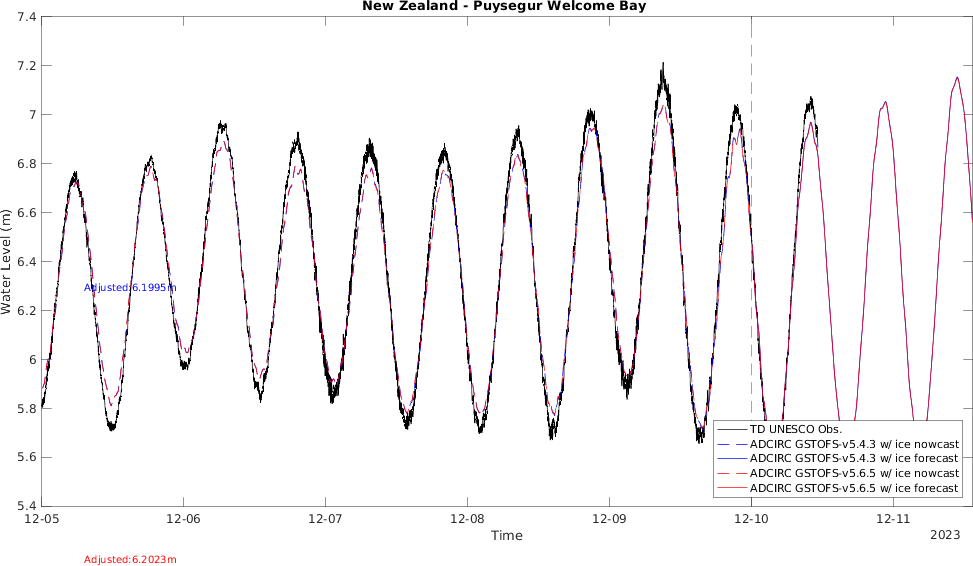 New Zealand - Puysegur Welcome Bay
7.4
7.2
7
6.8
6.6
6.4
6.2
6
5.8
5.6
5.4
Water Level (m)
Adjusted:6.1995m
TD UNESCO Obs.
ADCIRC GSTOFS-v5.4.3 w/ ice nowcast
ADCIRC GSTOFS-v5.4.3 w/ ice forecast
ADCIRC GSTOFS-v5.6.5 w/ ice nowcast
ADCIRC GSTOFS-v5.6.5 w/ ice forecast
12-05 12-06 12-07 12-08 12-09 12-10 12-11
Time
2023
Adjusted:6.2023m